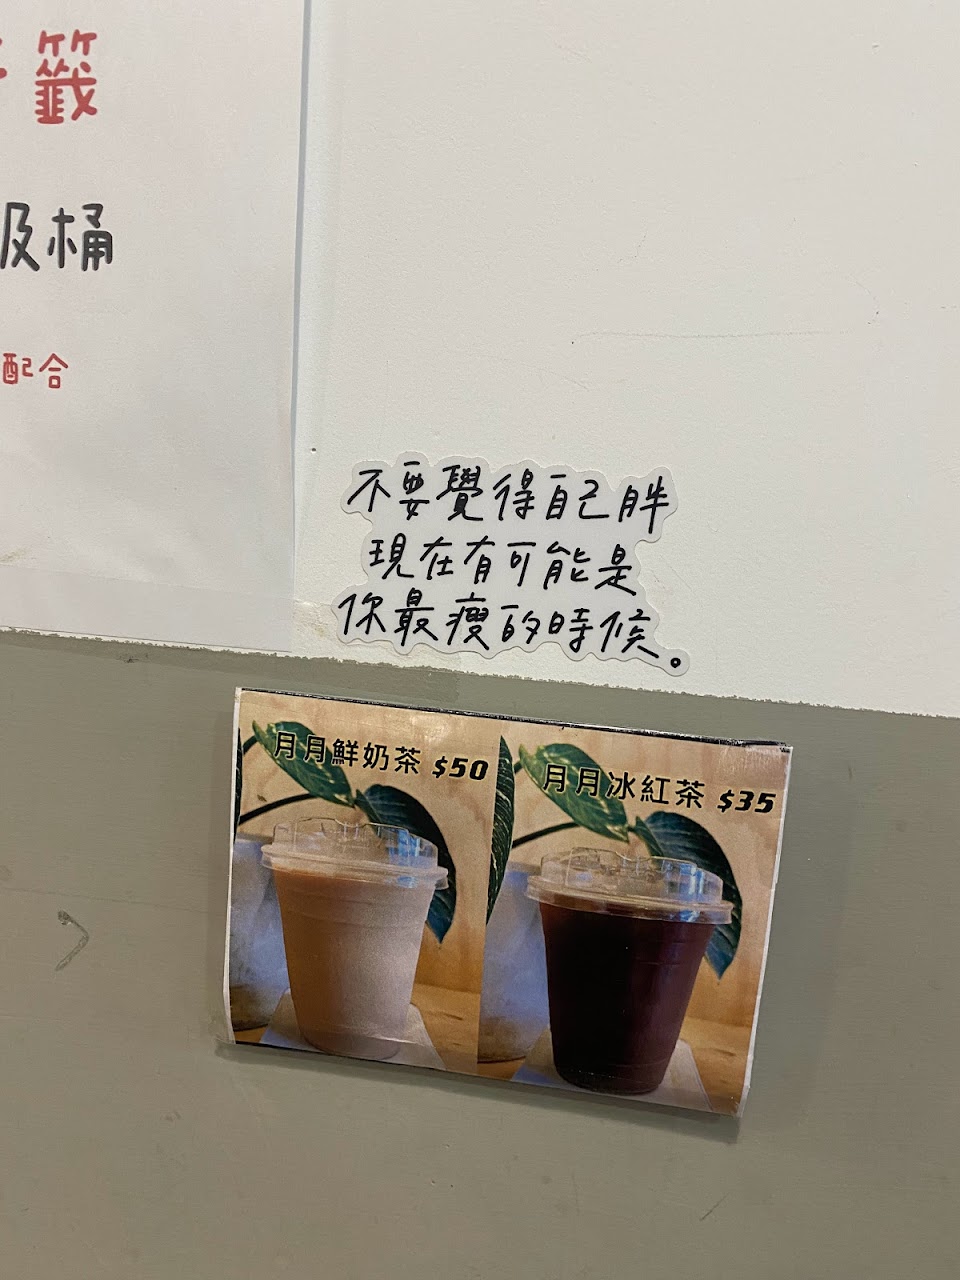 籤
圾桶
配合
不要覺得自己胖
現在有可能是
你最瘦的時候。
月月鮮奶茶 $50
月月冰紅茶 $35